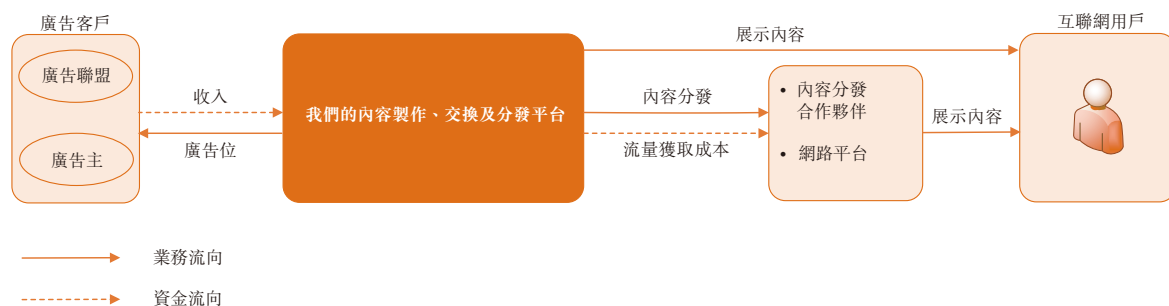 廣告客戶
廣告聯盟
廣告主
收入
廣告位
我們的內容製作、交換及分發平台
展示內容
內容分發
流量獲取成本
• 內容分發
合作夥伴
• 網路平台
展示內容
互聯網用戶
業務流向
資金流向